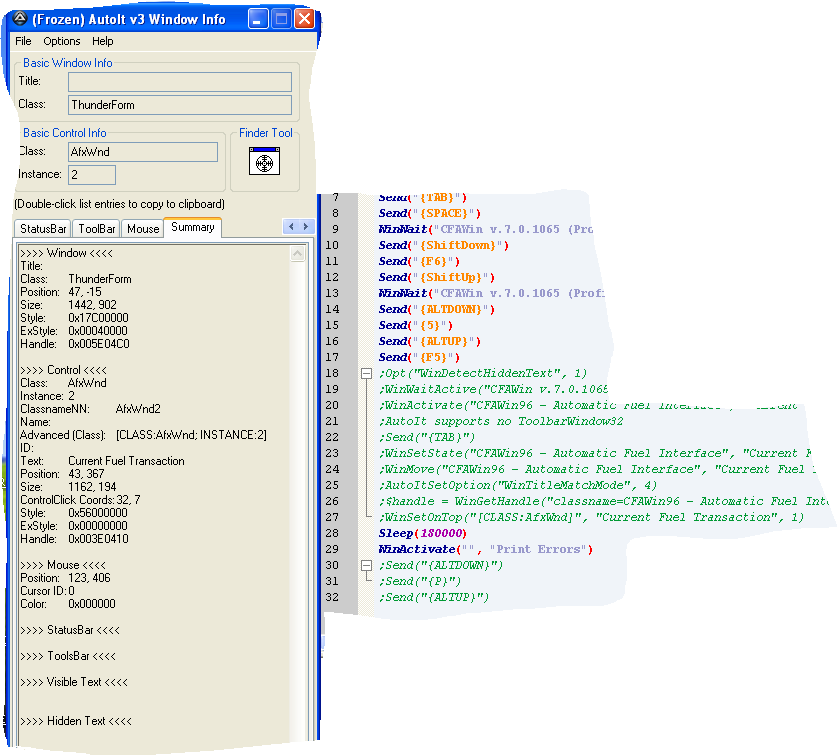 (Frozen) AutoIt v3 Window Info
File Options Help
Basic Window Info
Title:
Class: ThunderForm
Basic Control Info
Class: AfxWnd
Instance: 2
Finder Tool
(Double-click list entries to copy to clipboard)
StatusBar ToolBar Mouse Summary
>>>> Window <<<<
Title:
Class: ThunderForm
Position: 47, -15
Size: 1442, 902
Style: 0x17C00000
ExStyle: 0x00040000
Handle: 0x005E04C0
>>>> Control <<<<
Class: AfxWnd
Instance: 2
ClassnameNN: AfxWnd2
Name:
Advanced (Class): [CLASS:AfxWnd; INSTANCE:2]
ID:
Text: Current Fuel Transaction
Position: 43, 367
Size: 1162, 194
ControlClick Coords: 32, 7
Style: 0x56000000
ExStyle: 0x00000000
Handle: 0x003E0410
>>>> Mouse <<<<
Position: 123, 406
Cursor ID: 0
Color: 0x000000
>>>> StatusBar <<<<
>>>> ToolsBar <<<<
>>>> Visible Text <<<<
>>>> Hidden Text <<<<
7 Send("{TAB}")
8 Send("{SPACE}")
9 WinWait("CFAWin v.7.0.1065 (Pro
10 Send("{ShiftDown}")
11 Send("{F6}")
12 Send("{ShiftUp}")
13 WinWait("CFAWin v.7.0.1065 (Profi
14 Send("{ALTDOWN}")
15 Send("{5}")
16 Send("{ALTUP}")
17 Send("{F5}")
18 ;Opt("WinDetectHiddenText", 1)
19 ;WinWaitActive("CFAWin v.7.0.1065
20 ;WinActivate("CFAWin96 - Automatic Fuel Interface",
21 ;AutoIt supports no ToolbarWindow32
22 ;Send("{TAB}")
23 ;WinSetState("CFAWin96 - Automatic Fuel Interface", "Current
24 ;WinMove("CFAWin96 - Automatic Fuel Interface", "Current Fuel
25 ;AutoItSetOption("WinTitleMatchMode", 4)
26 ;$handle = WinGetHandle("classname=CFAWin96 - Automatic Fuel Inte
27 ;WinSetOnTop("[CLASS:AfxWnd]", "Current Fuel Transaction", 1)
28 Sleep(180000)
29 WinActivate("", "Print Errors")
30 ;Send("{ALTDOWN}")
31 ;Send("{P}")
32 ;Send("{ALTUP}")